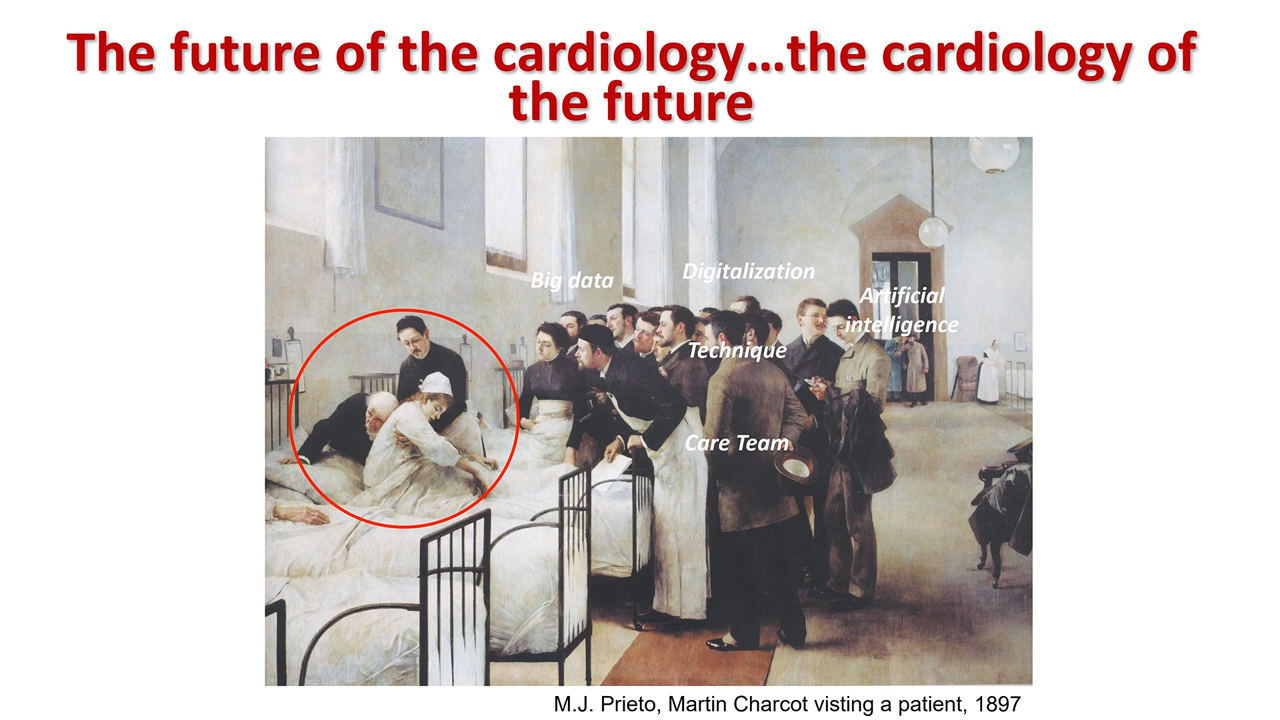 The future of the cardiology...the cardiology of
the future
Big data
Digitalization
Artificial
intelligence
Technique
Care Team
M.J. Prieto, Martin Charcot visting a patient, 1897